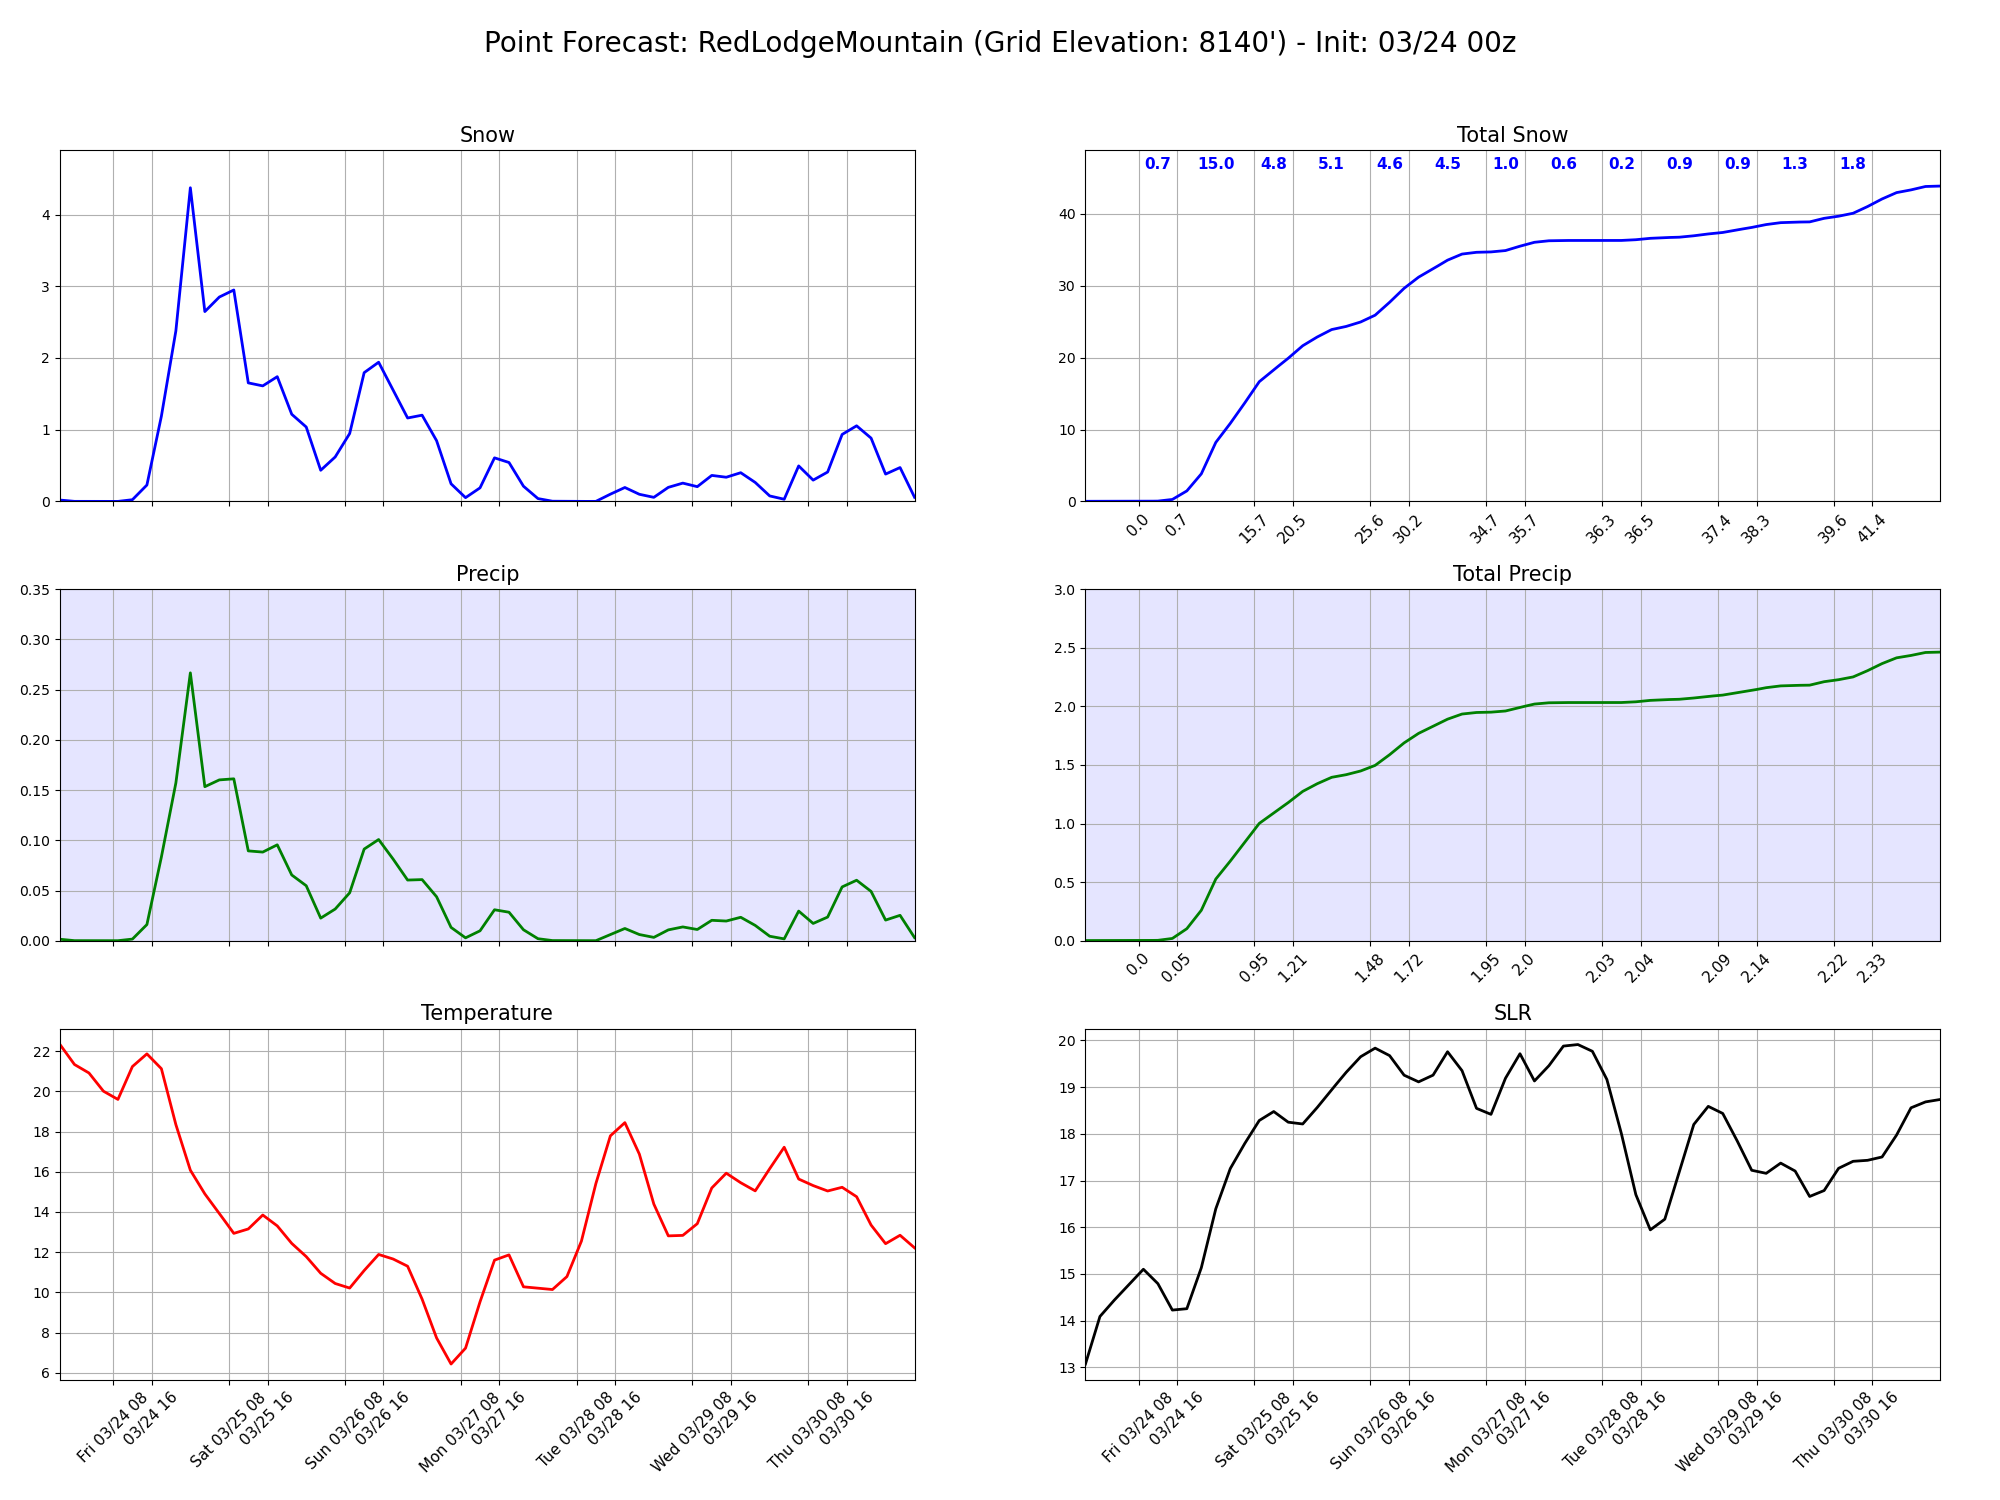 Point Forecast: RedLodgeMountain (Grid Elevation: 8140') - Init: 03/24 00z
Snow
4
3
2
1
0
Total Snow
0.7 15.0 4.8 5.1 4.6 4.5 1.0 0.6 0.2 0.9 0.9 1.3 1.8
40
30
20
10
0
0.0 0.7 15.7 20.5 25.6 30.2 34.7 35.7 36.3 36.5 37.4 38.3 39.6 41.4
Precip
0.35
0.30
0.25
0.20
0.15
0.10
0.05
0.00
Total Precip
3.0
2.5
2.0
1.5
1.0
0.5
0.0
0.0 0.05 0.95 1.21 1.48 1.72 1.95 2.0 2.03 2.04 2.09 2.14 2.22 2.33
Temperature
22
20
18
16
14
12
10
8
6
Fri 03/24 08
03/24 16
Sat 03/25 08
03/25 16
Sun 03/26 08
03/26 16
Mon 03/27 08
03/27 16
Tue 03/28 08
03/28 16
Wed 03/29 08
03/29 16
Thu 03/30 08
03/30 16
SLR
20
19
18
17
16
15
14
13
Fri 03/24 08
03/24 16
Sat 03/25 08
03/25 16
Sun 03/26 08
03/26 16
Mon 03/27 08
03/27 16
Tue 03/28 08
03/28 16
Wed 03/29 08
03/29 16
Thu 03/30 08
03/30 16